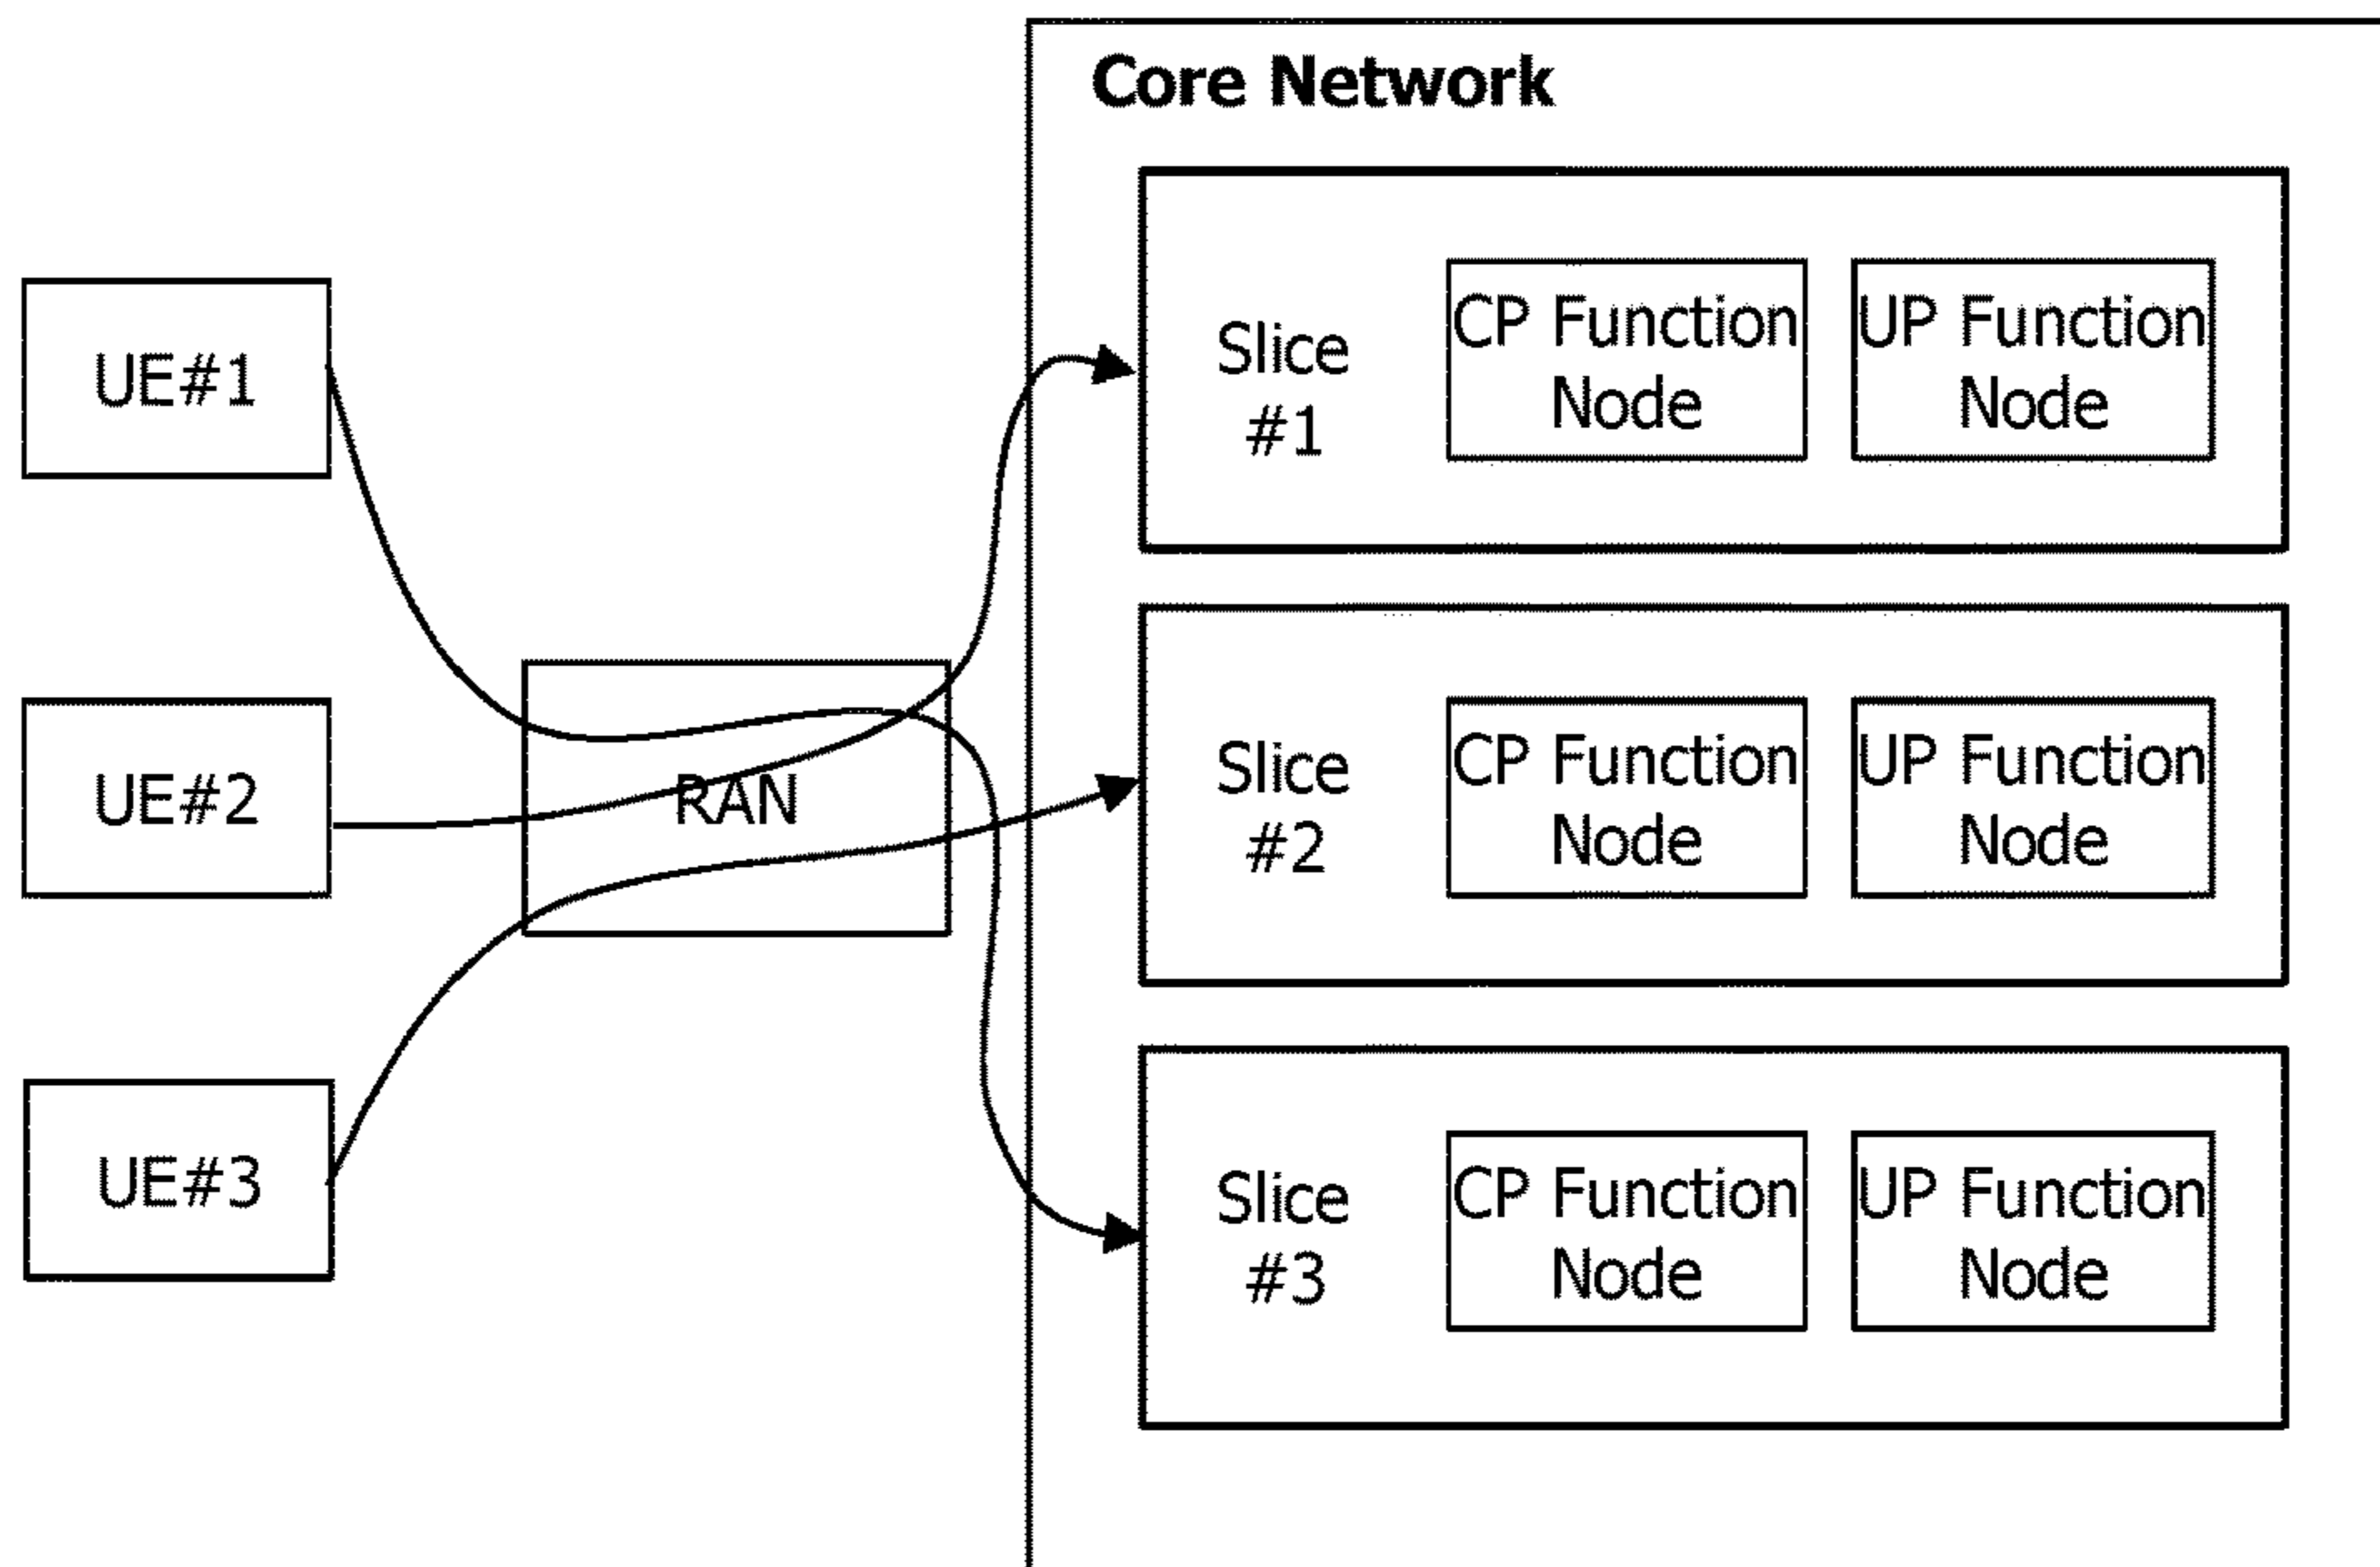 Core Network
UE#1
UE#2
UE#3
RAN
Slice
#1
CP Function
Node
UP Function
Node
Slice
#2
CP Function
Node
UP Function
Node
Slice
#3
CP Function
Node
UP Function
Node